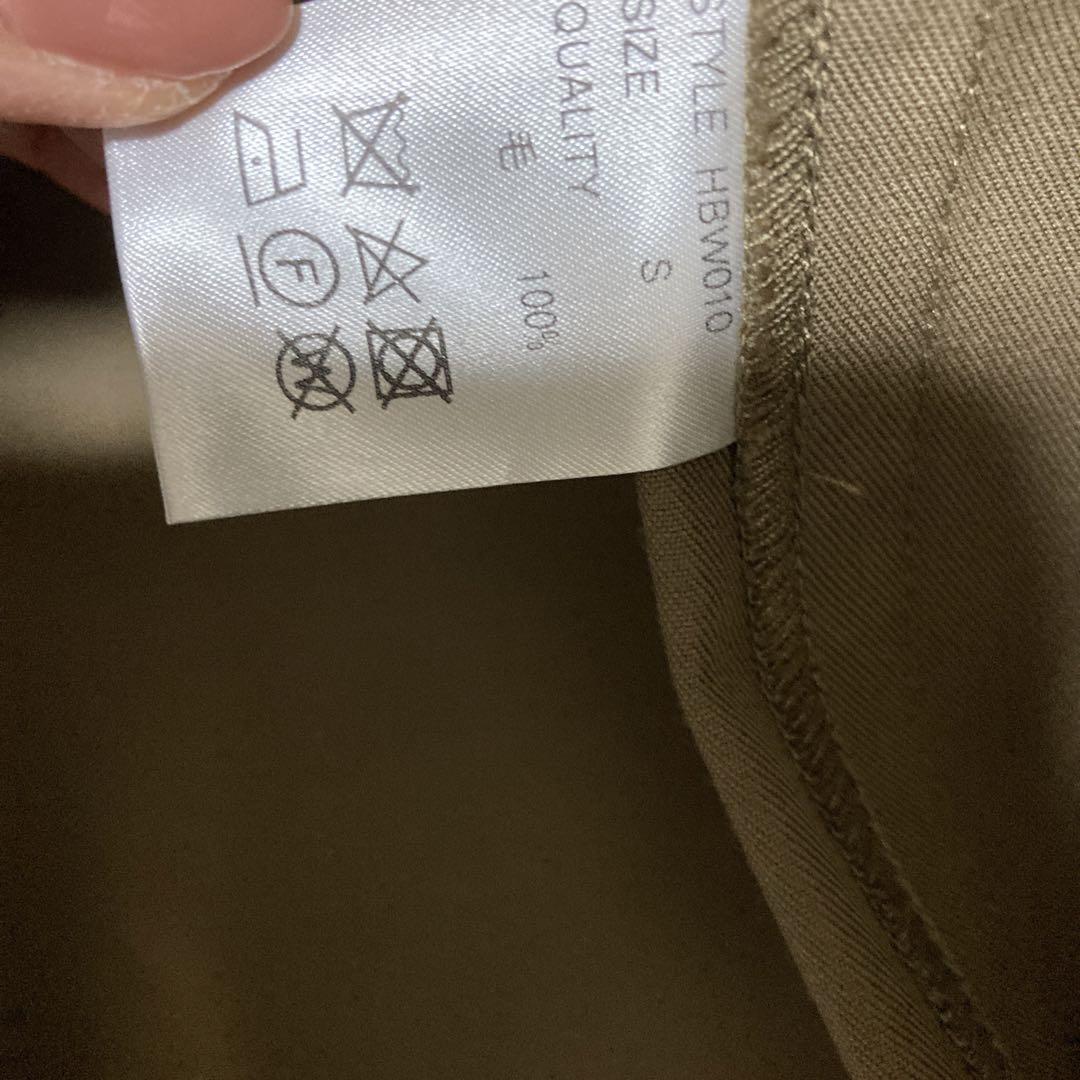 STYLE HBW010
SIZE S
QUALITY
毛 100%
F
W